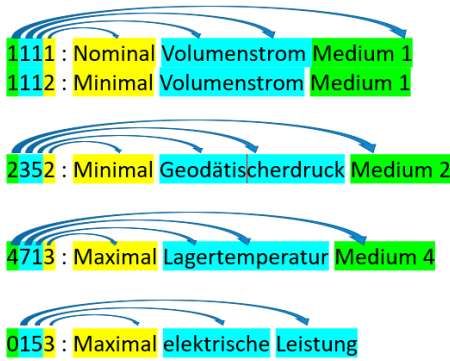 1111 : Nominal Volumenstrom Medium 1
1112 : Minimal Volumenstrom Medium 1
2352 : Minimal Geodätischerdruck Medium 2
4713 : Maximal Lagertemperatur Medium 4
0153 : Maximal elektrische Leistung